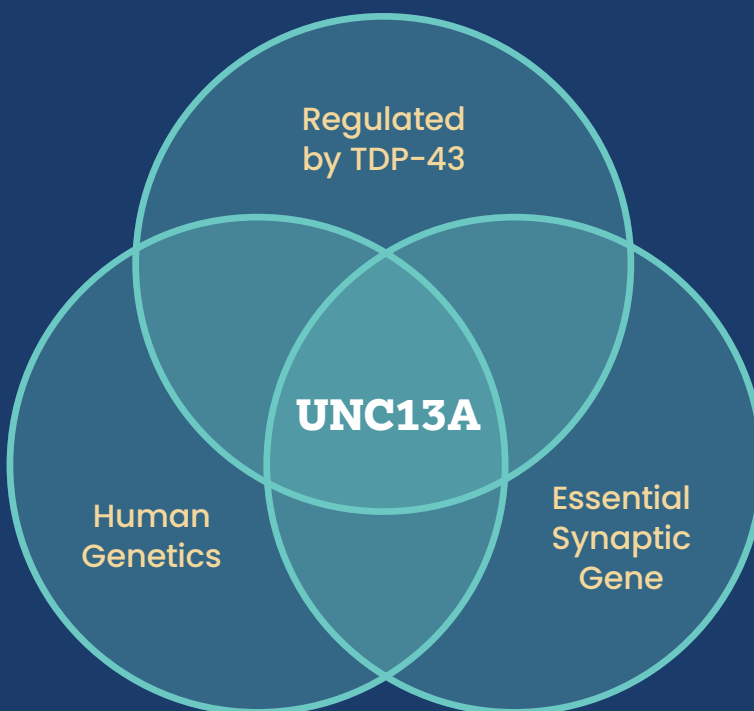 Regulated
by TDP-43
UNC13A
Human
Genetics
Essential
Synaptic
Gene